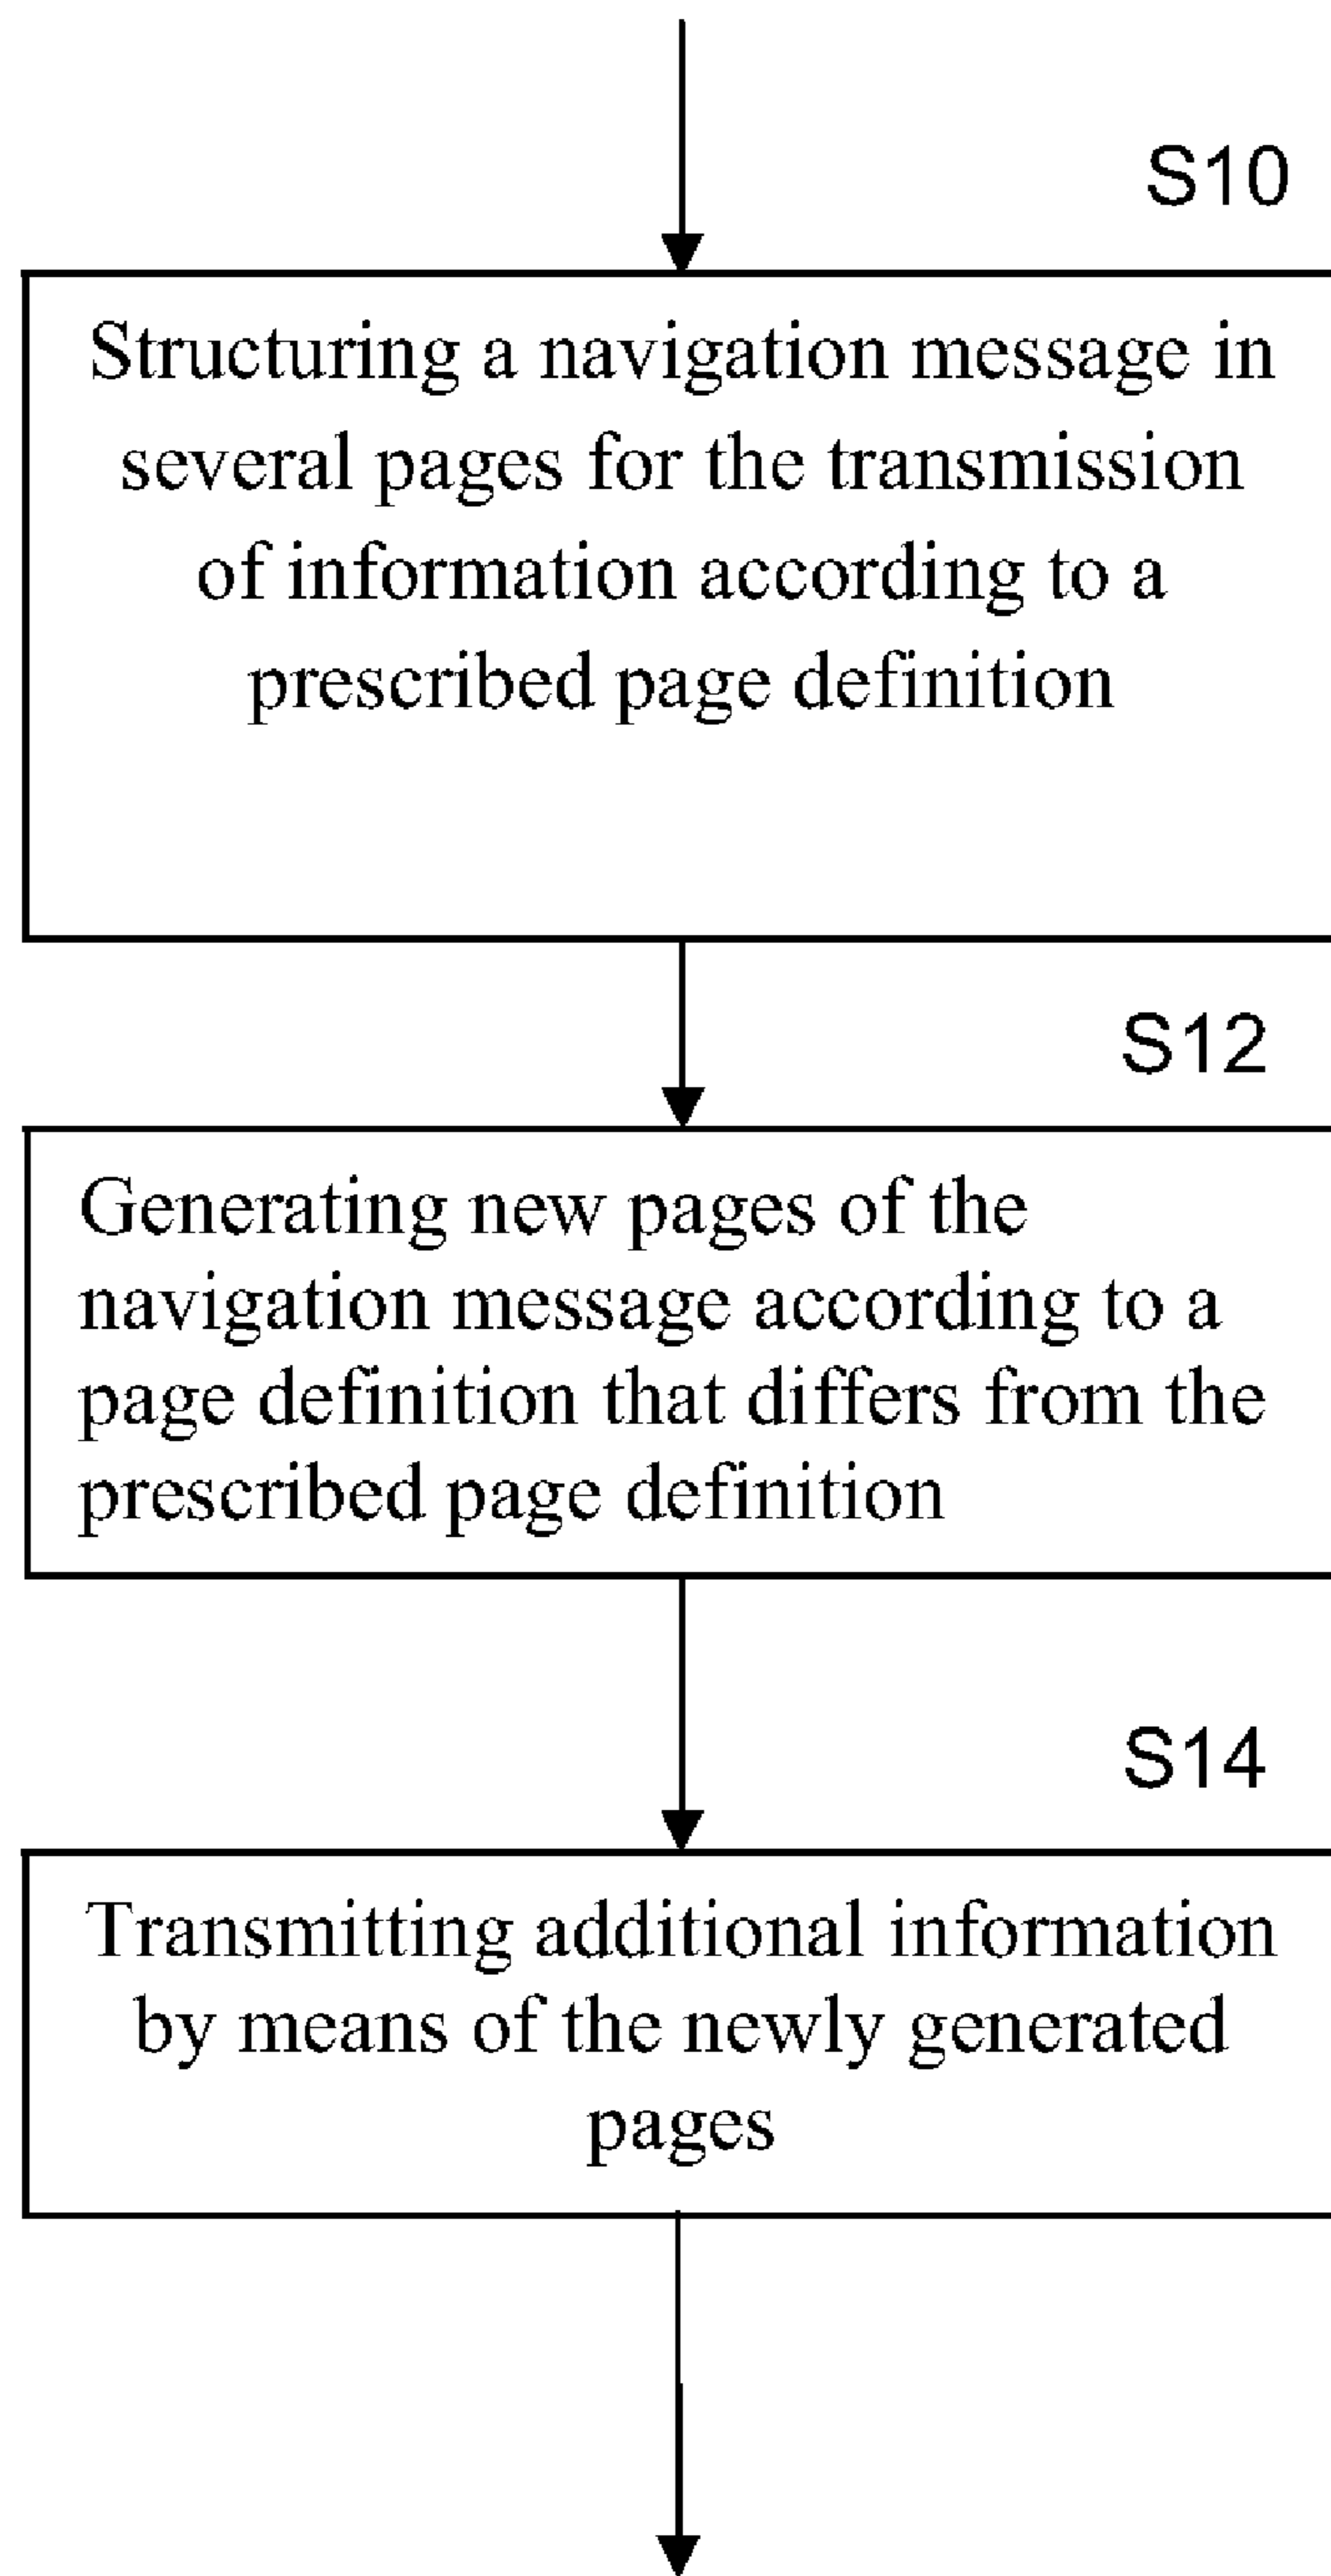 S10
Structuring a navigation message in
several pages for the transmission
of information according to a
prescribed page definition
S12
Generating new pages of the
navigation message according to a
page definition that differs from the
prescribed page definition
S14
Transmitting additional information
by means of the newly generated
pages